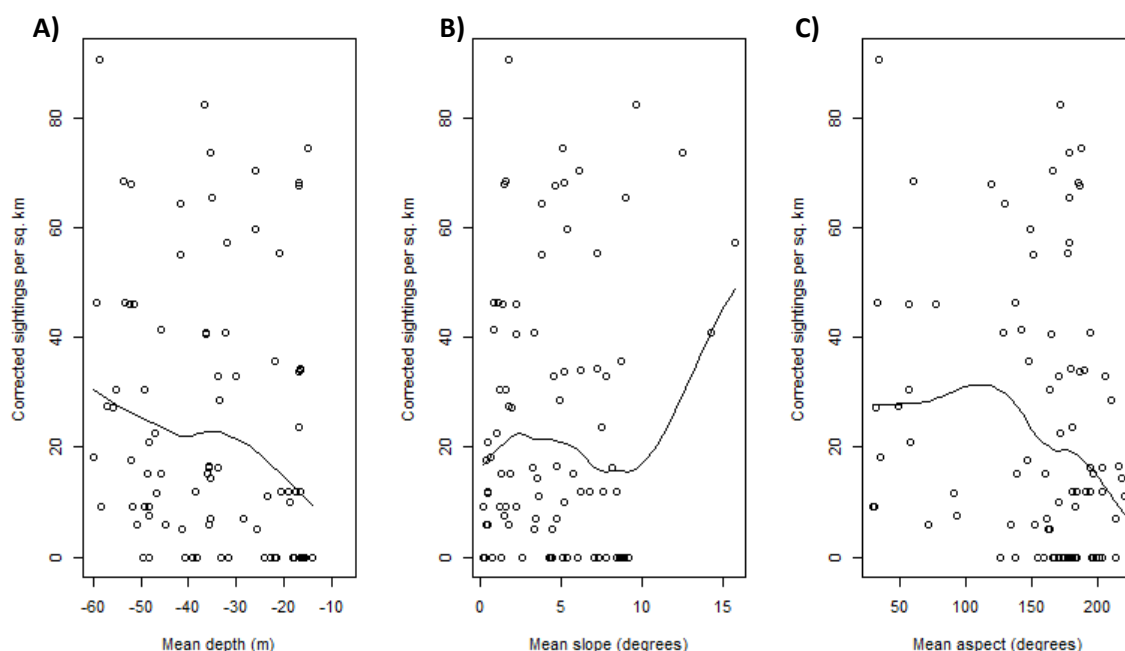 A) B) C)
Corrected sightings per sq. km
0 20 40 60 80
-60 -50 -40 -30 -20 -10
Mean depth (m)
Corrected sightings per sq. km
0 20 40 60 80
0 5 10 15
Mean slope (degrees)
Corrected sightings per sq. km
0 20 40 60 80
50 100 150 200
Mean aspect (degrees)